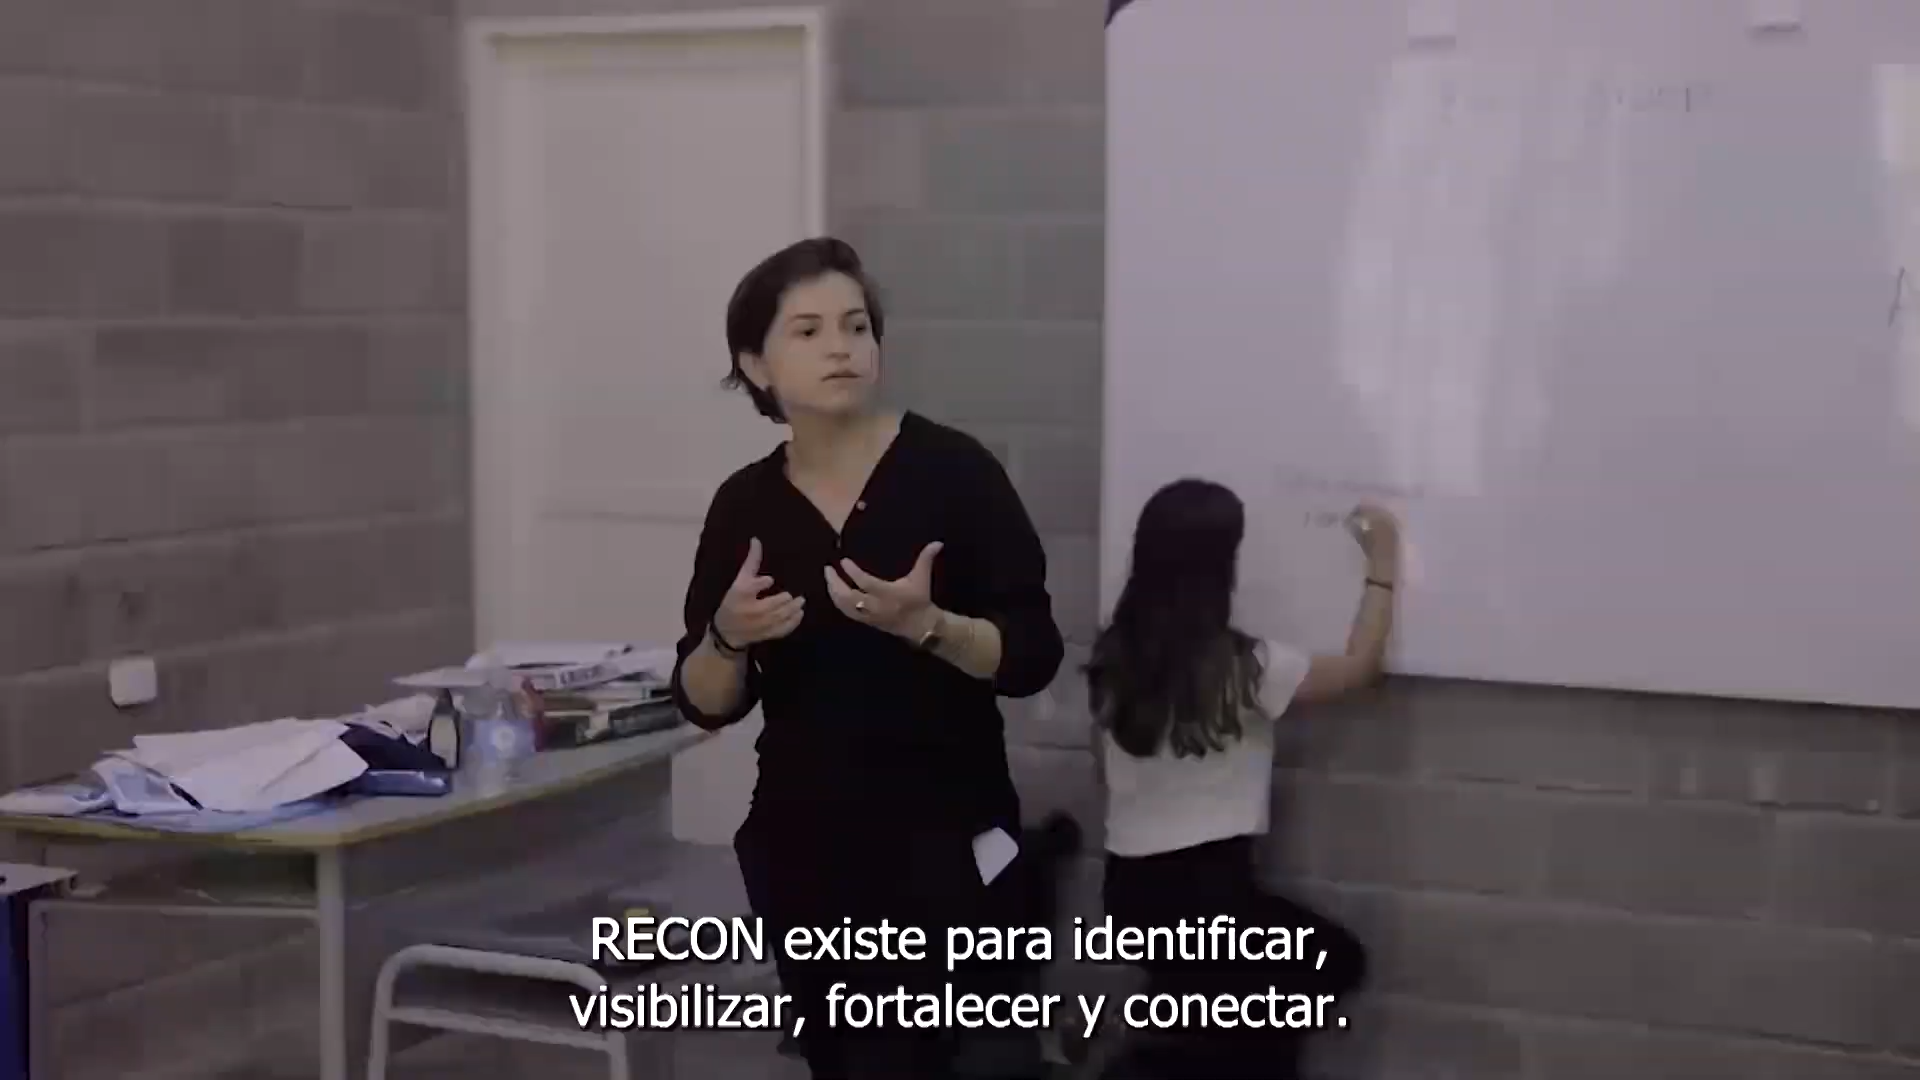 RECON existe para identificar,
visibilizar, fortalecer y conectar.